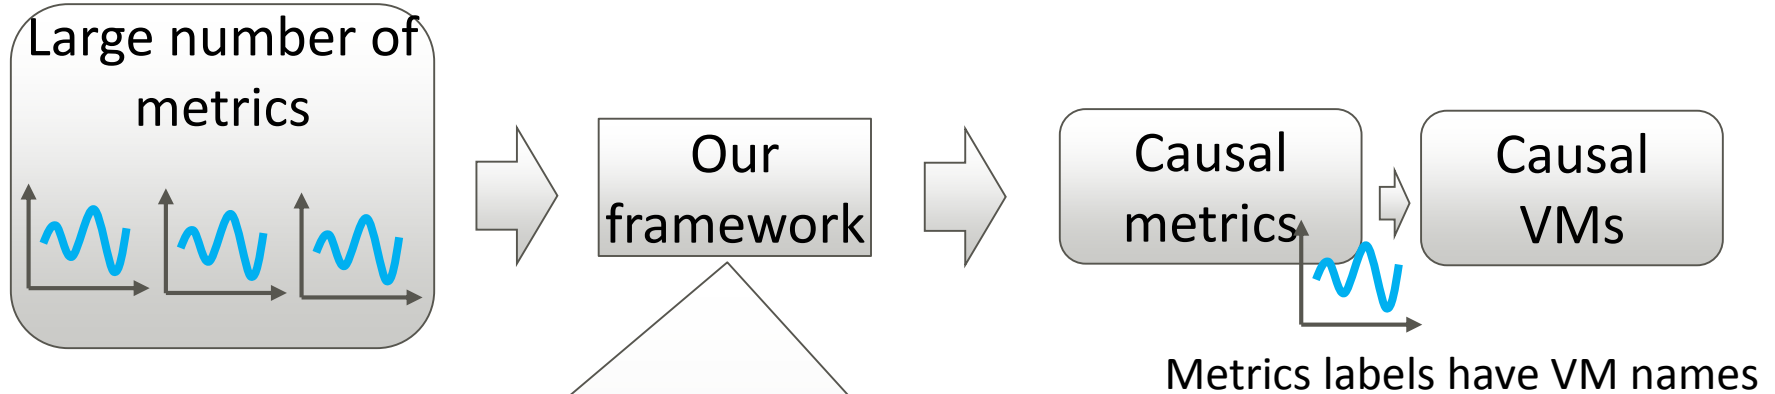 Large number of
metrics
Our
framework
Causal
metrics
Causal
VMs
Metrics labels have VM names